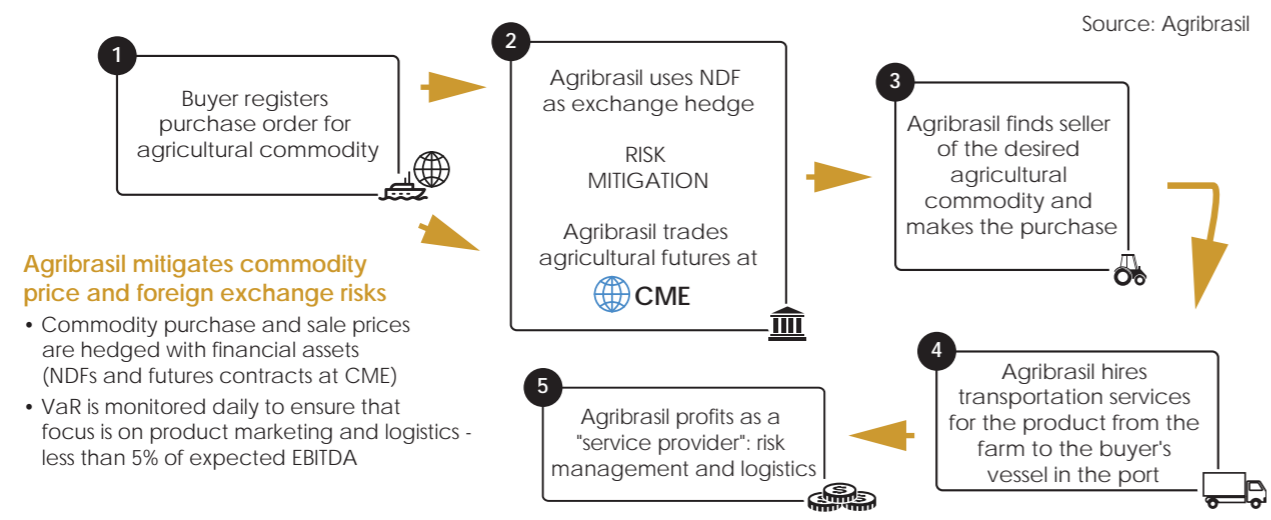 Source: Agribrasil
1
Buyer registers
purchase order for
agricultural commodity
2
Agribrasil uses NDF
as exchange hedge
RISK
MITIGATION
Agribrasil trades
agricultural futures at
CME
3
Agribrasil finds seller
of the desired
agricultural
commodity and
makes the purchase
Agribrasil mitigates commodity
price and foreign exchange risks
• Commodity purchase and sale prices
are hedged with financial assets
(NDFs and futures contracts at CME)
• VaR is monitored daily to ensure that
focus is on product marketing and logistics -
less than 5% of expected EBITDA
4
Agribrasil hires
transportation services
for the product from the
farm to the buyer's
vessel in the port
5
Agribrasil profits as a
"service provider": risk
management and logistics